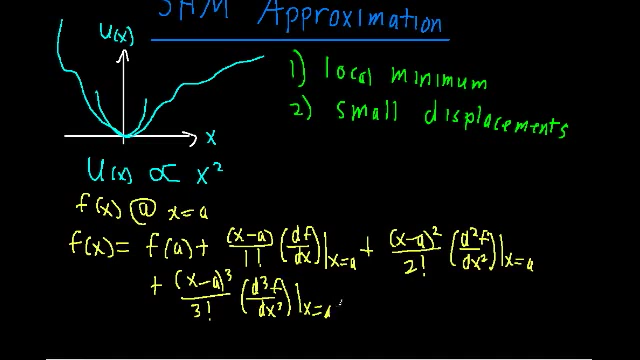 SHM Approximation
U(x)
x
1) local minimum
2) small displacements
U(x) ∝ x²
f(x) @ x=a
f(x) = f(a) + (x-a)/1! (df/dx)|x=a + (x-a)²/2! (d²f/dx²)|x=a
+ (x-a)³/3! (d³f/dx³)|x=a